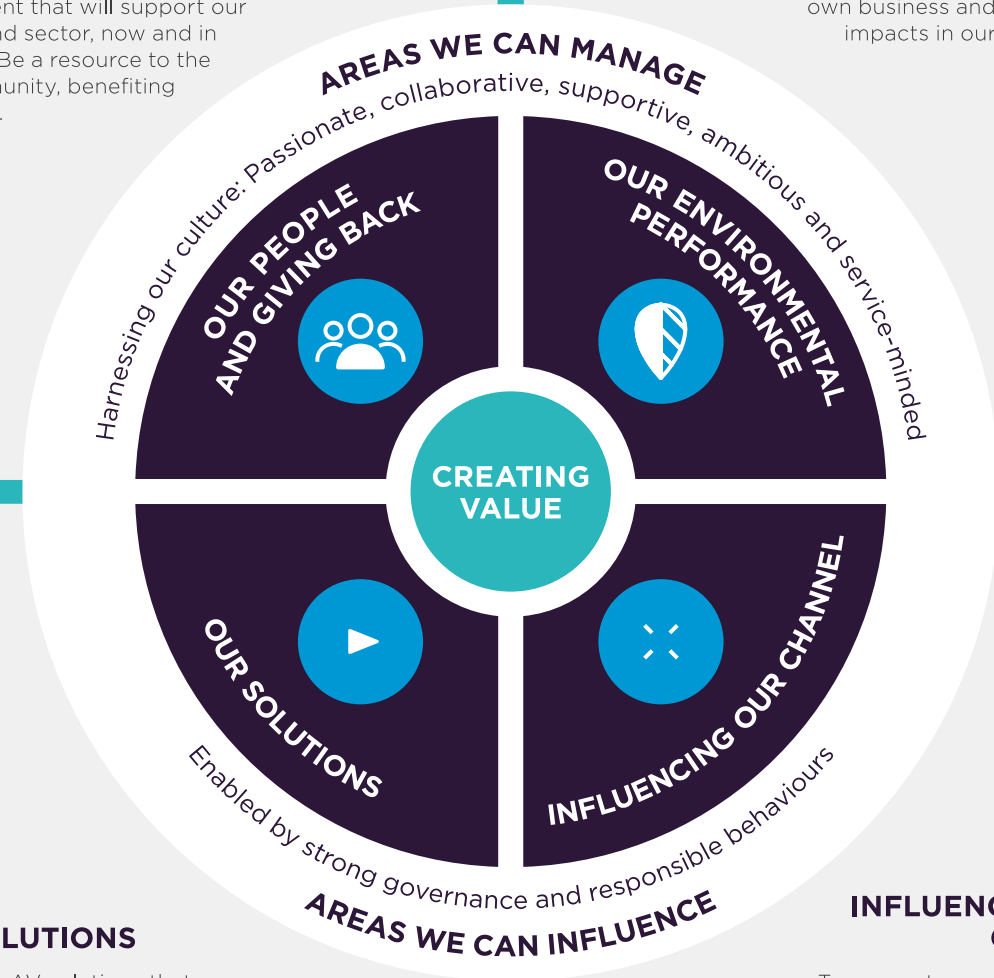 ent that will support our
nd sector, now and in
Be a resource to the
unity, benefiting
own business and
impacts in our
AREAS WE CAN MANAGE
Harnessing our culture: Passionate, collaborative, supportive, ambitious and service-minded
OUR PEOPLE
AND GIVING BACK
OUR ENVIRONMENTAL
PERFORMANCE
CREATING
VALUE
OUR SOLUTIONS
INFLUENCING OUR CHANNEL
Enabled by strong governance and responsible behaviours
AREAS WE CAN INFLUENCE
LUTIONS
INFLUENC